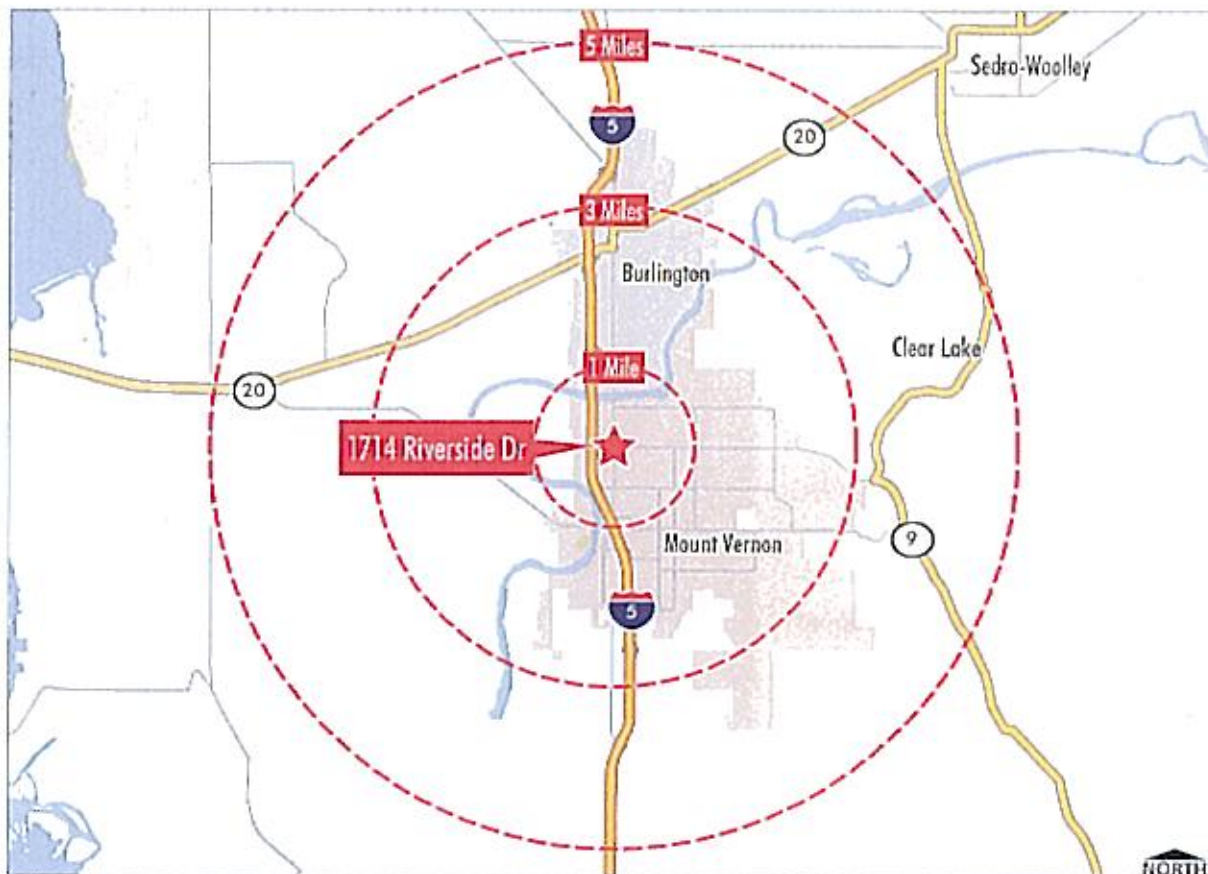 5 Miles
Sedro-Woolley
5
20
3 Miles
Burlington
1 Mile
Clear Lake
20
1714 Riverside Dr
9
Mount Vernon
5
NORTH